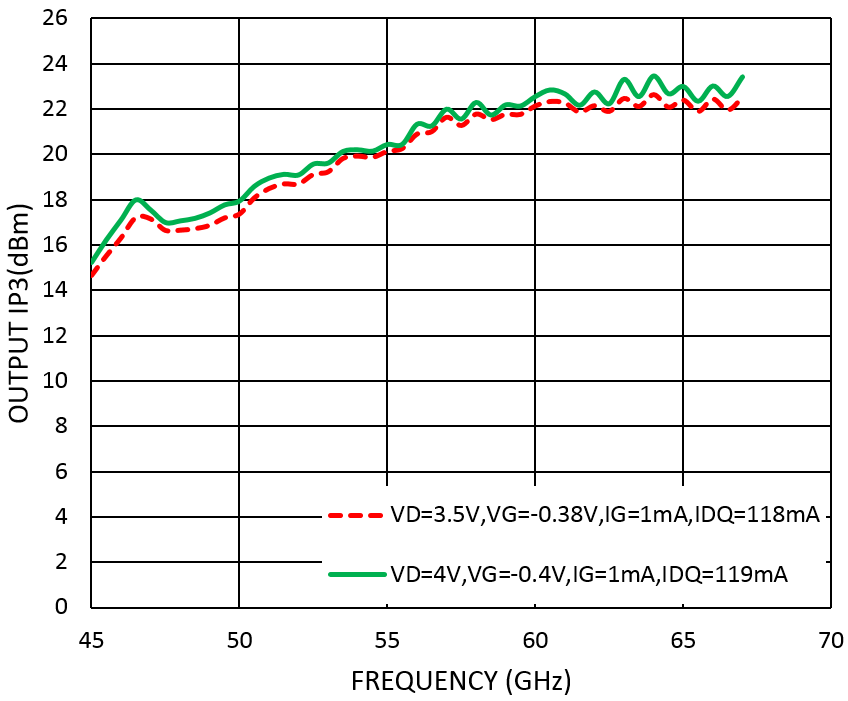 OUTPUT IP3(dBm)
26
24
22
20
18
16
14
12
10
8
6
4
2
0
VD=3.5V,VG=-0.38V,IG=1mA,IDQ=118mA
VD=4V,VG=-0.4V,IG=1mA,IDQ=119mA
45 50 55 60 65 70
FREQUENCY (GHz)